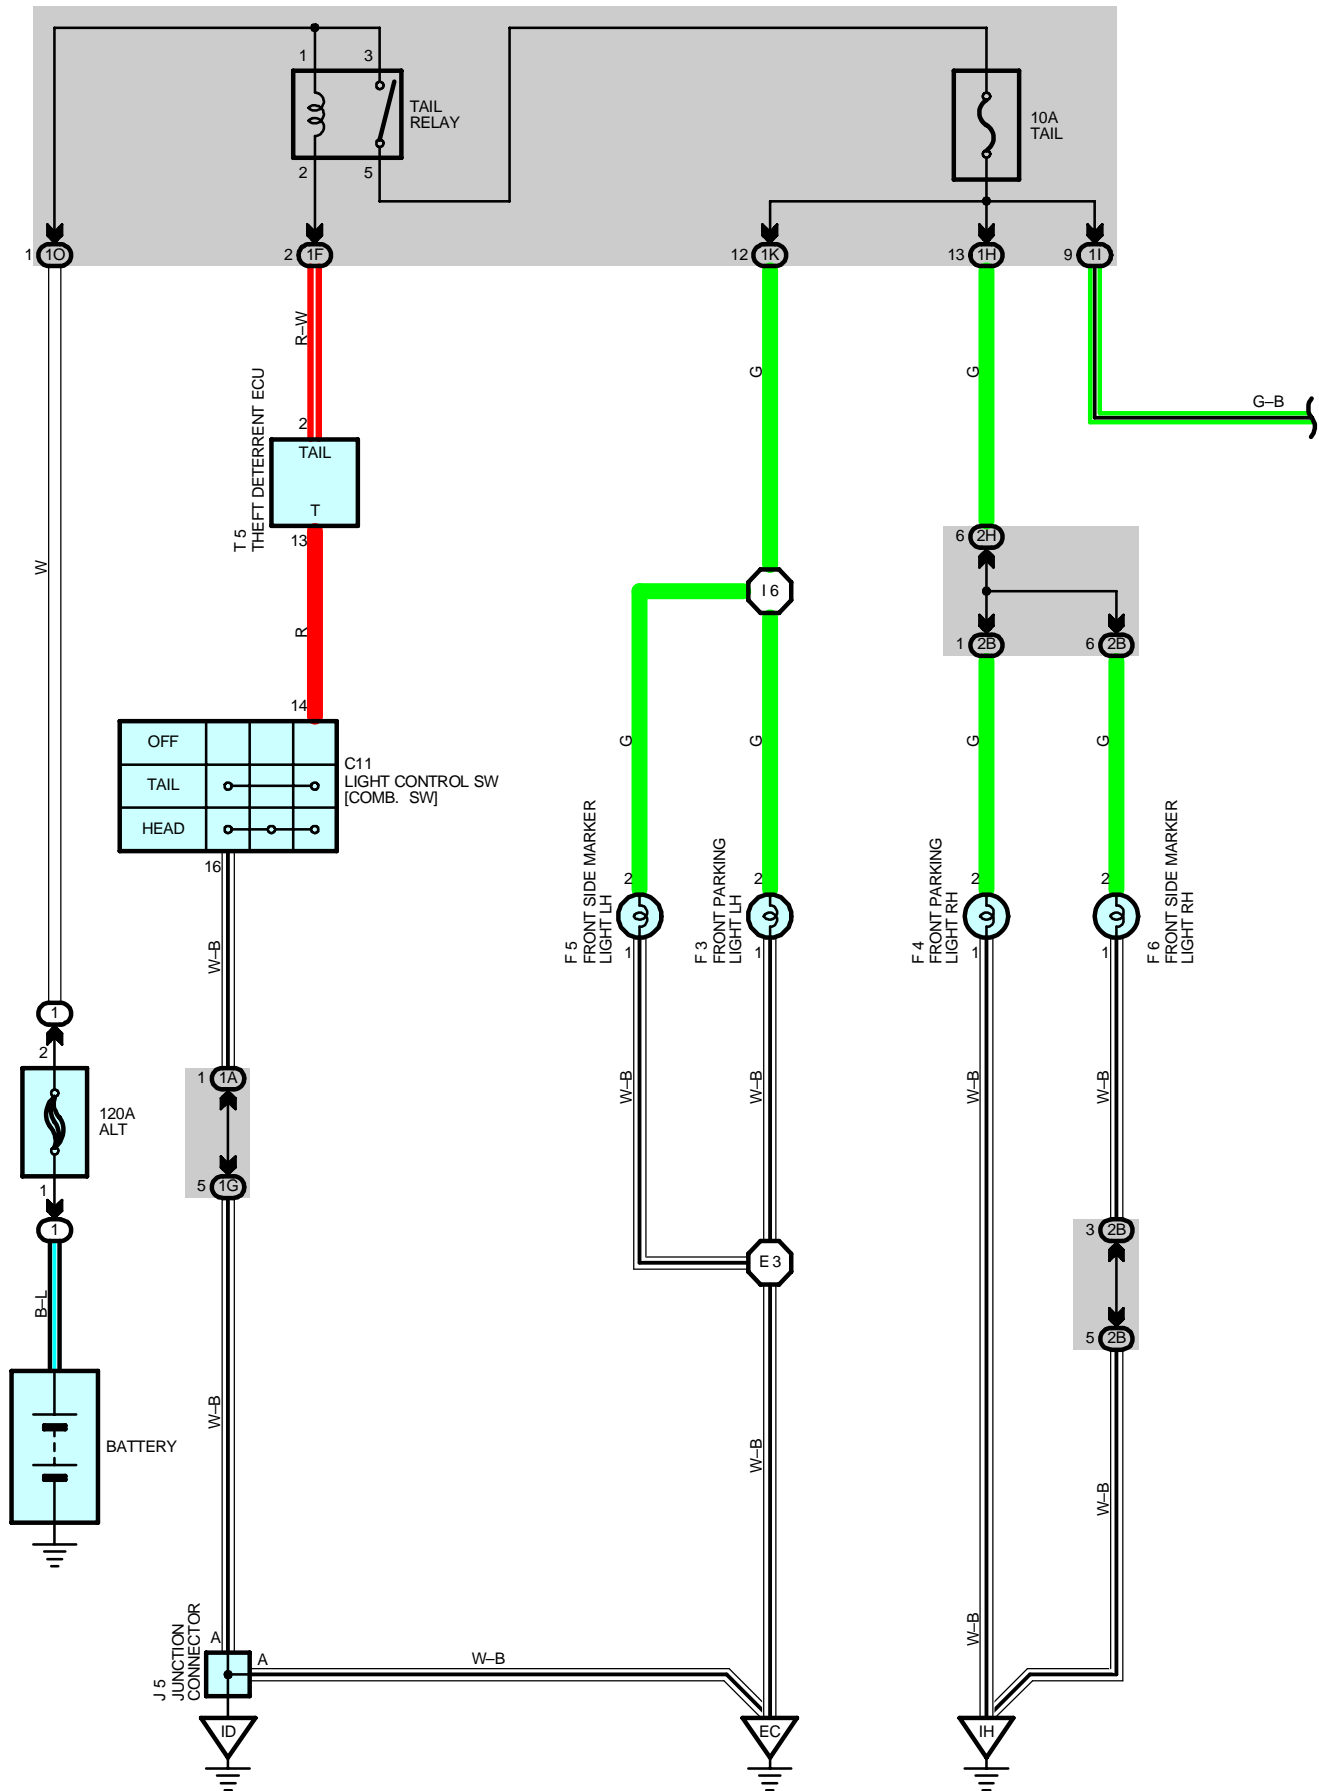 1
3
TAIL
RELAY
2
5
10A
TAIL
1 1O
2 1F
12 1K
13 1H
9 1I
R–W
G
G
G–B
T 5
THEFT DETERRENT ECU
2
TAIL
T
13
W
6 2H
I 6
1 2B
6 2B
R
14
OFF
TAIL
HEAD
C11
LIGHT CONTROL SW
[COMB. SW]
16
G
G
G
G
F 5
FRONT SIDE MARKER
LIGHT LH
2
1
F 3
FRONT PARKING
LIGHT LH
2
1
F 4
FRONT PARKING
LIGHT RH
2
1
F 6
FRONT SIDE MARKER
LIGHT RH
2
1
W–B
1
2
120A
ALT
1
1
1 1A
5 1G
W–B
W–B
W–B
W–B
E 3
3 2B
5 2B
B–L
BATTERY
W–B
W–B
W–B
W–B
J 5
JUNCTION
CONNECTOR
A
A
W–B
ID
EC
IH